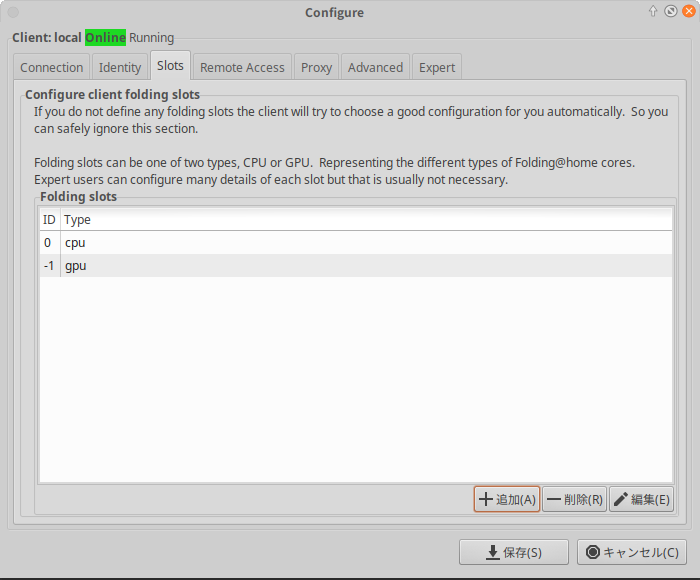 Configure
Client: local Online Running
Connection Identity Slots Remote Access Proxy Advanced Expert
Configure client folding slots
If you do not define any folding slots the client will try to choose a good configuration for you automatically.  So you
can safely ignore this section.
Folding slots can be one of two types, CPU or GPU.  Representing the different types of Folding@home cores.
Expert users can configure many details of each slot but that is usually not necessary.
Folding slots
ID Type
0 cpu
-1 gpu
追加(A) 削除(R) 編集(E)
保存(S) キャンセル(C)